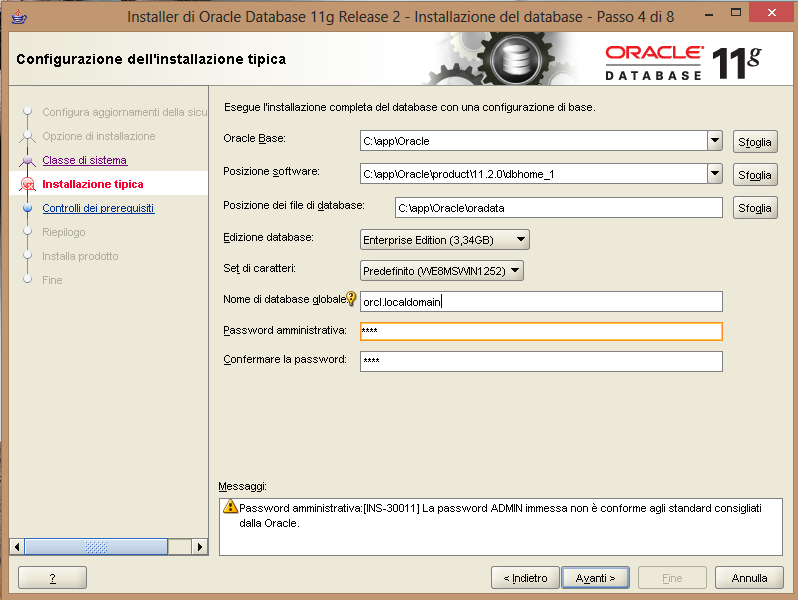 Installer di Oracle Database 11g Release 2 - Installazione del database - Passo 4 di 8
Configurazione dell'installazione tipica
ORACLE
DATABASE
11g
Configura aggiornamenti della sicu
Opzione di installazione
Classe di sistema
Installazione tipica
Controlli dei prerequisiti
Riepilogo
Installa prodotto
Fine
Esegue l'installazione completa del database con una configurazione di base.
Oracle Base: C:\app\Oracle Sfoglia
Posizione software: C:\app\Oracle\product\11.2.0\dbhome_1 Sfoglia
Posizione dei file di database: C:\app\Oracle\oradata Sfoglia
Edizione database: Enterprise Edition (3,34GB)
Set di caratteri: Predefinito (WE8MSWIN1252)
Nome di database globale: orcl.localdomain
Password amministrativa: ****
Confermare la password: ****
Messaggi:
Password amministrativa:[INS-30011] La password ADMIN immessa non è conforme agli standard consigliati
dalla Oracle.
? < Indietro Avanti > Fine Annulla